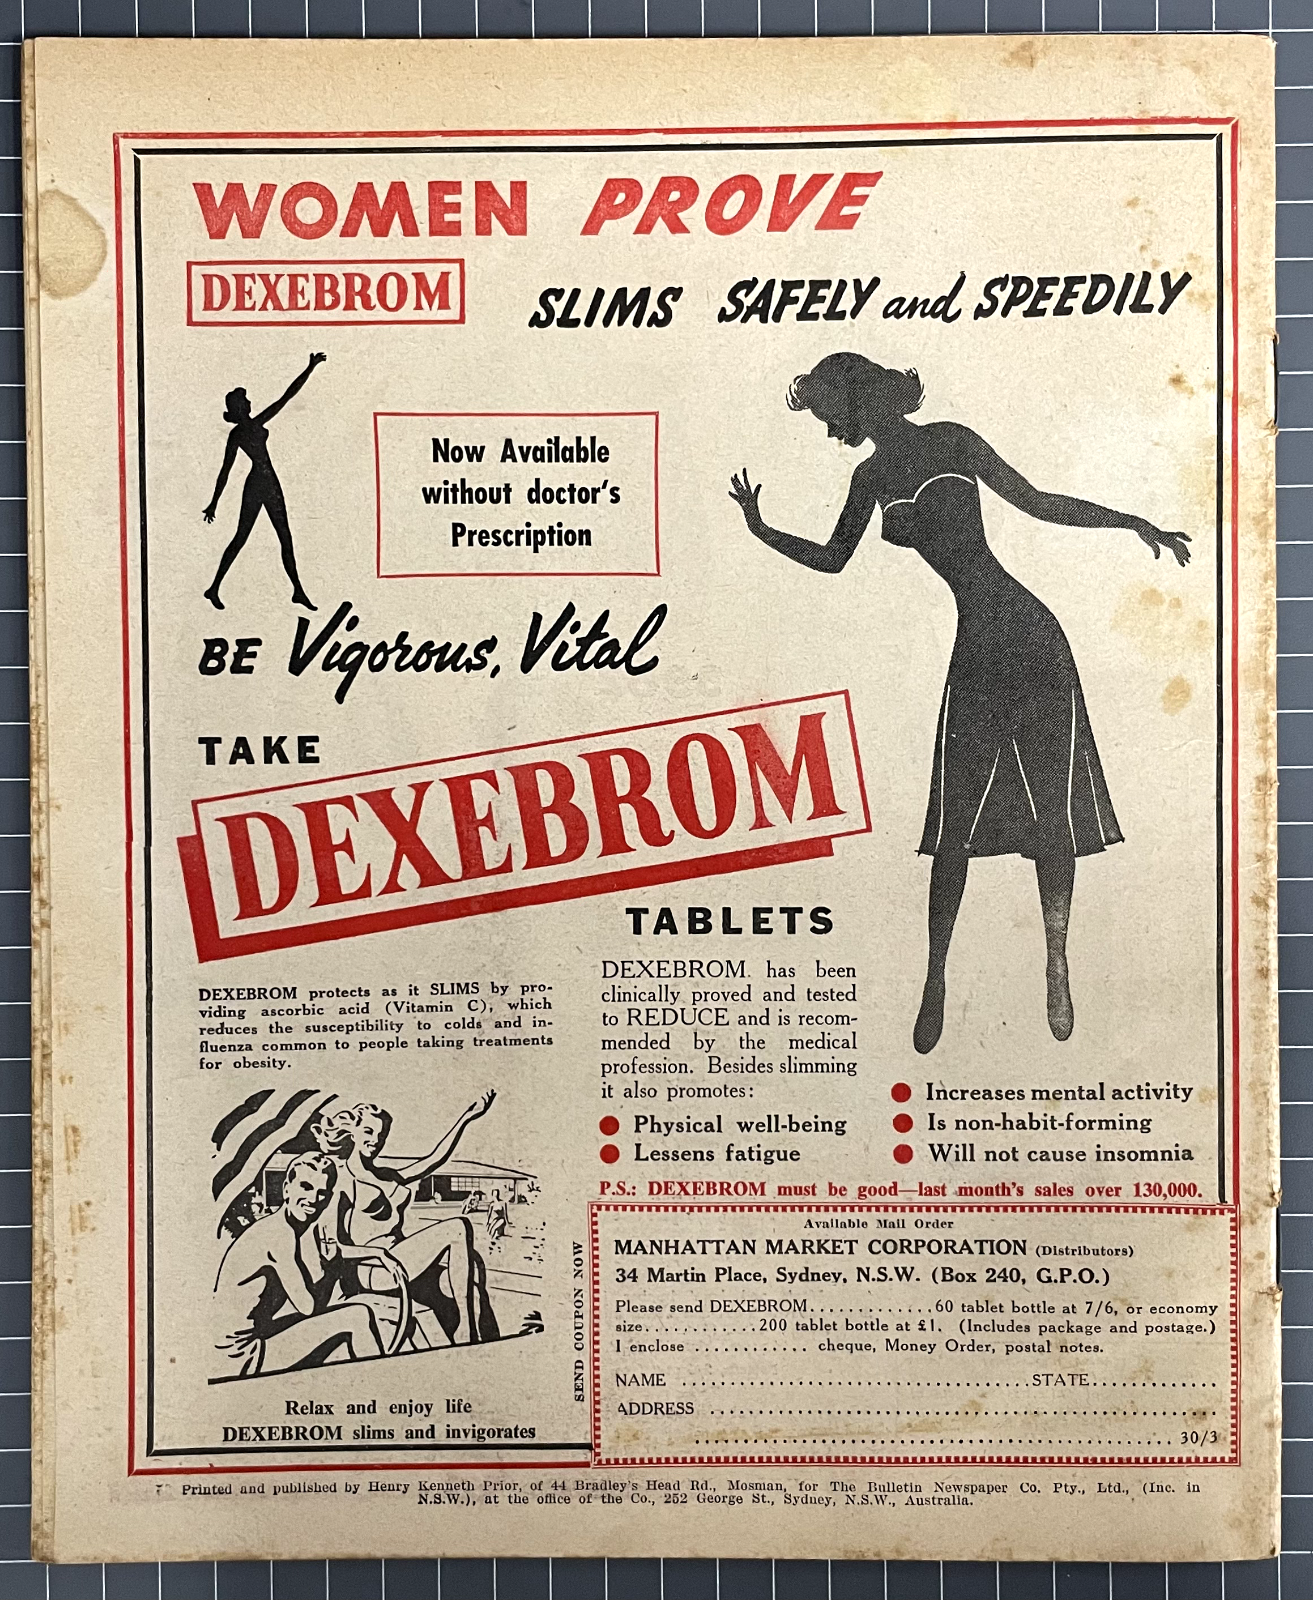 WOMEN PROVE
DEXEBROM
SLIMS SAFELY and SPEEDILY
Now Available
without doctor's
Prescription
BE Vigorous, Vital
TAKE
DEXEBROM
TABLETS
DEXEBROM protects as it SLIMS by pro-
viding ascorbic acid (Vitamin C), which
reduces the susceptibility to colds and in-
fluenza common to people taking treatments
for obesity.
DEXEBROM has been
clinically proved and tested
to REDUCE and is recom-
mended by the medical
profession. Besides slimming
it also promotes:
Physical well-being
Lessens fatigue
Increases mental activity
Is non-habit-forming
Will not cause insomnia
P.S.: DEXEBROM must be good—last month's sales over 130,000.
Relax and enjoy life
DEXEBROM slims and invigorates
SEND COUPON NOW
Available Mail Order
MANHATTAN MARKET CORPORATION (Distributors)
34 Martin Place, Sydney, N.S.W. (Box 240, G.P.O.)
Please send DEXEBROM.............60 tablet bottle at 7/6, or economy
size............200 tablet bottle at £1. (Includes package and postage.)
I enclose ............ cheque, Money Order, postal notes.
NAME ....................................STATE.............
ADDRESS ......................................................
.................................................. 30/3
Printed and published by Henry Kenneth Prior, of 44 Bradley's Head Rd., Mosman, for The Bulletin Newspaper Co. Pty., Ltd., (Inc. in
N.S.W.), at the office of the Co., 252 George St., Sydney, N.S.W., Australia.